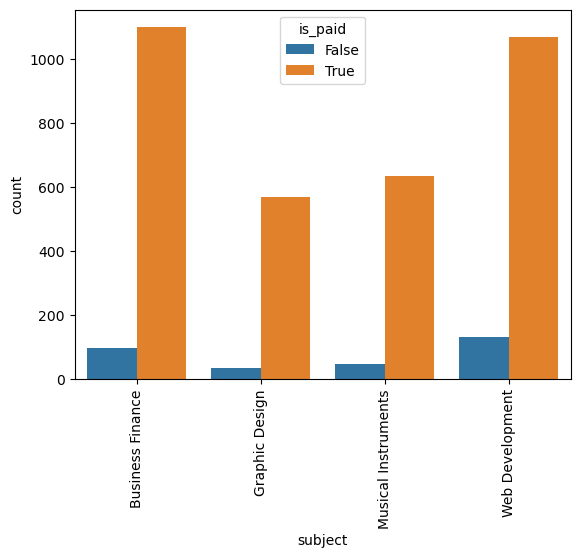 is_paid
False
True
count
1000
800
600
400
200
0
Business Finance
Graphic Design
Musical Instruments
Web Development
subject